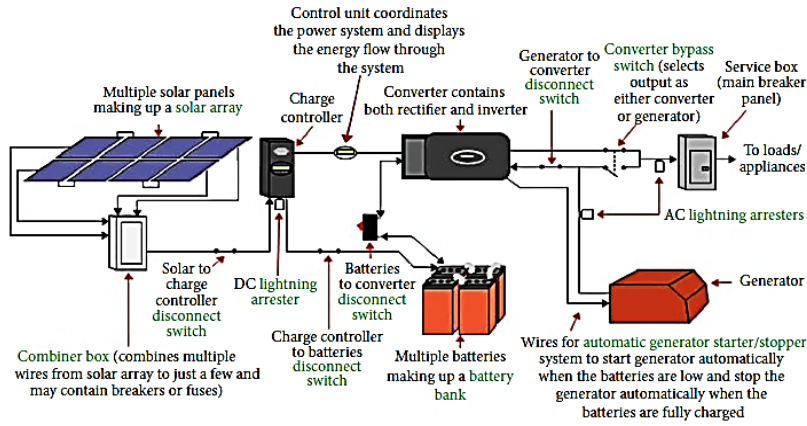 Control unit coordinates
the power system and displays
the energy flow through
the system
Multiple solar panels
making up a solar array
Charge
controller
Converter contains
both rectifier and inverter
Generator to
converter
disconnect
switch
Converter bypass
switch (selects
output as
either converter
or generator)
Service box
(main breaker
panel)
To loads/
appliances
AC lightning arresters
Generator
Solar to
charge
controller
disconnect
switch
DC lightning
arrester
Batteries
to converter
disconnect
switch
Charge controller
to batteries
disconnect
switch
Combiner box (combines multiple
wires from solar array to just a few and
may contain breakers or fuses)
Multiple batteries
making up a battery
bank
Wires for automatic generator starter/stopper
system to start generator automatically
when the batteries are low and stop the
generator automatically when the
batteries are fully charged